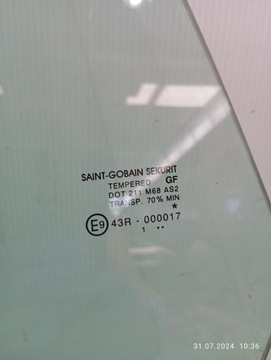 SAINT-GOBAIN SEKURIT
TEMPERED GF
DOT 211 M68 AS2
TRANSP. 70% MIN
*
E9 43R - 000017
1 ••
31.07.2024 10:36